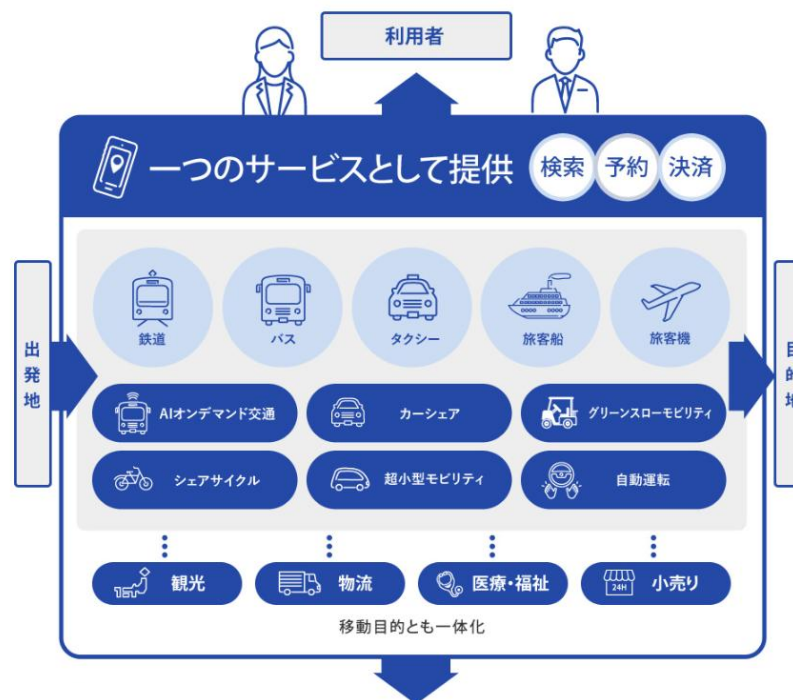 利用者
一つのサービスとして提供 検索 予約 決済
出発地
鉄道 バス タクシー 旅客船 旅客機
AIオンデマンド交通 カーシェア グリーンスローモビリティ
シェアサイクル 超小型モビリティ 自動運転
目的地
観光 物流 医療・福祉 24H 小売り
移動目的とも一体化